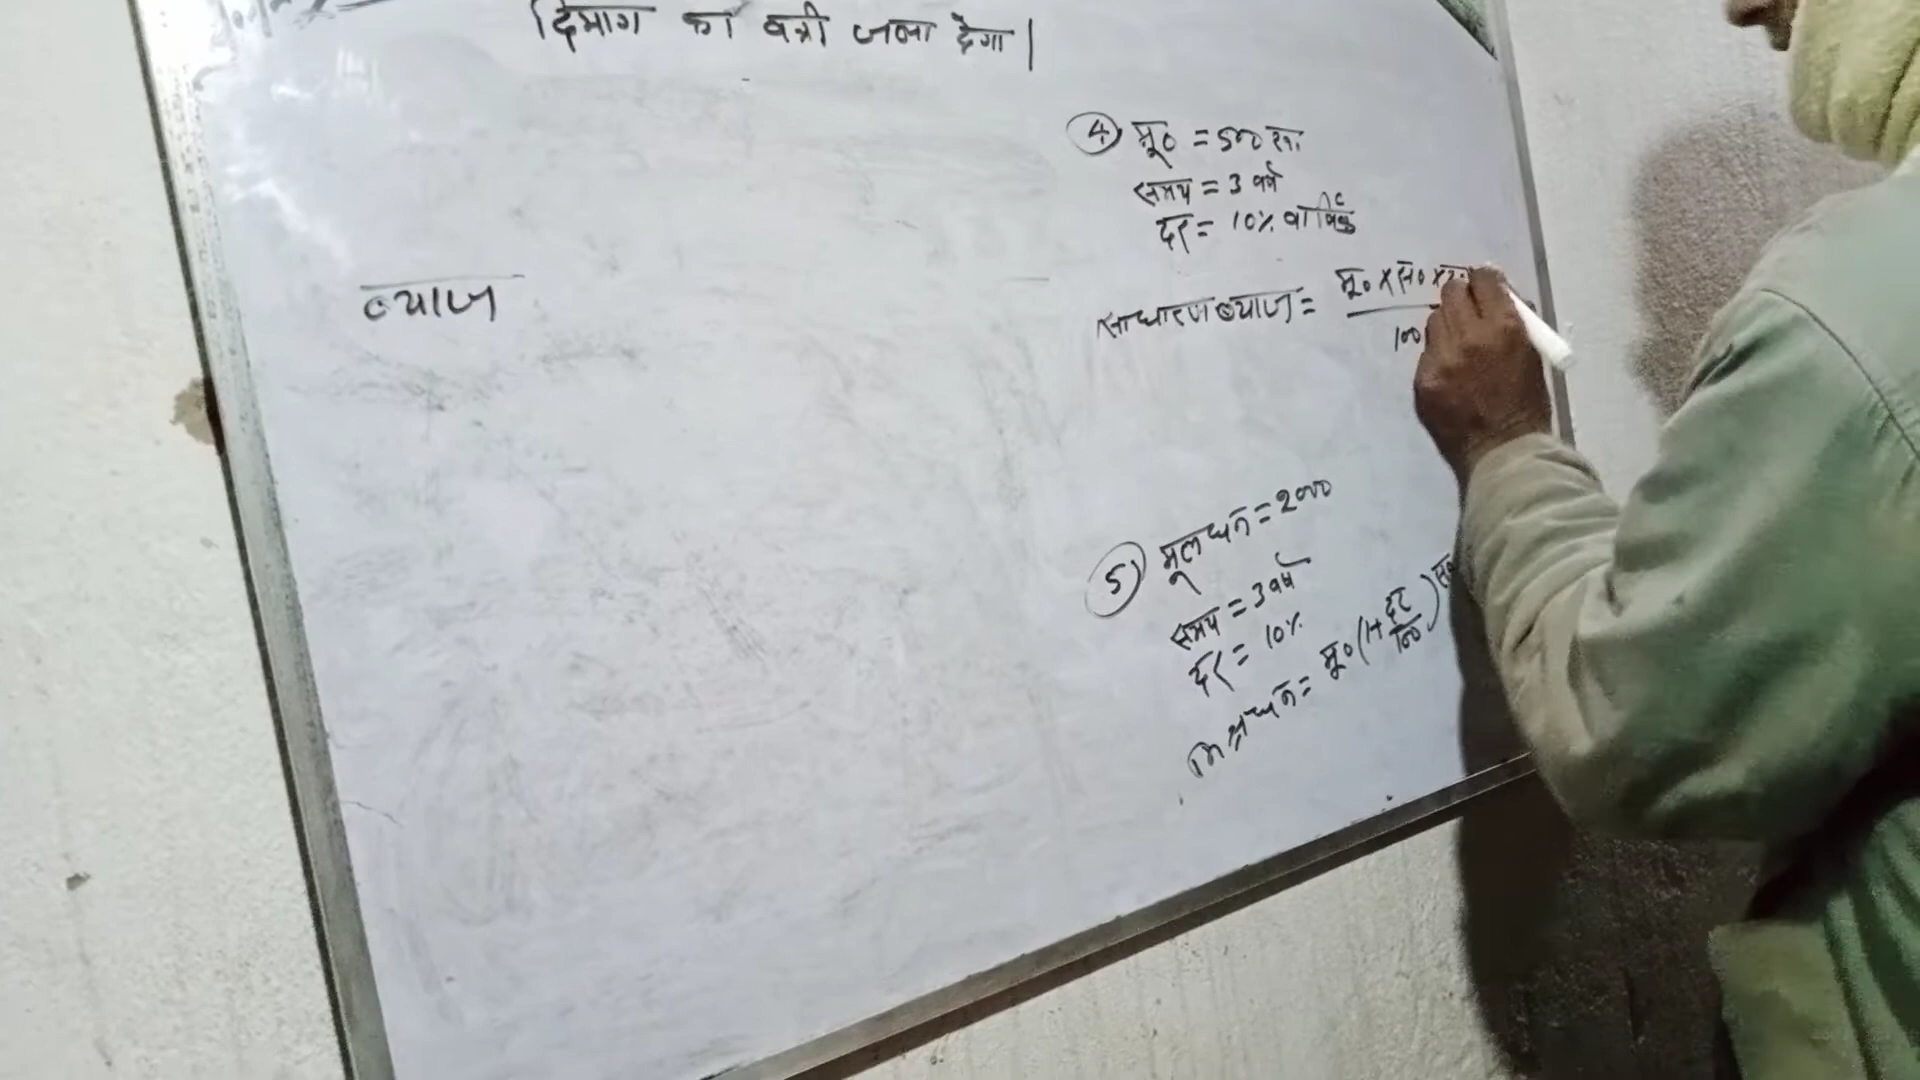 दिमाग का बत्ती जला देगा।
ब्याज
④ मू० = 500 रू०
समय = 3 वर्ष
दर = 10% वार्षिक
साधारण ब्याज = मू० × स० × द०
100
⑤ मूलधन = 2000
समय = 3 वर्ष
दर = 10%
मिश्रधन = मू० (1+ दर/100) स०